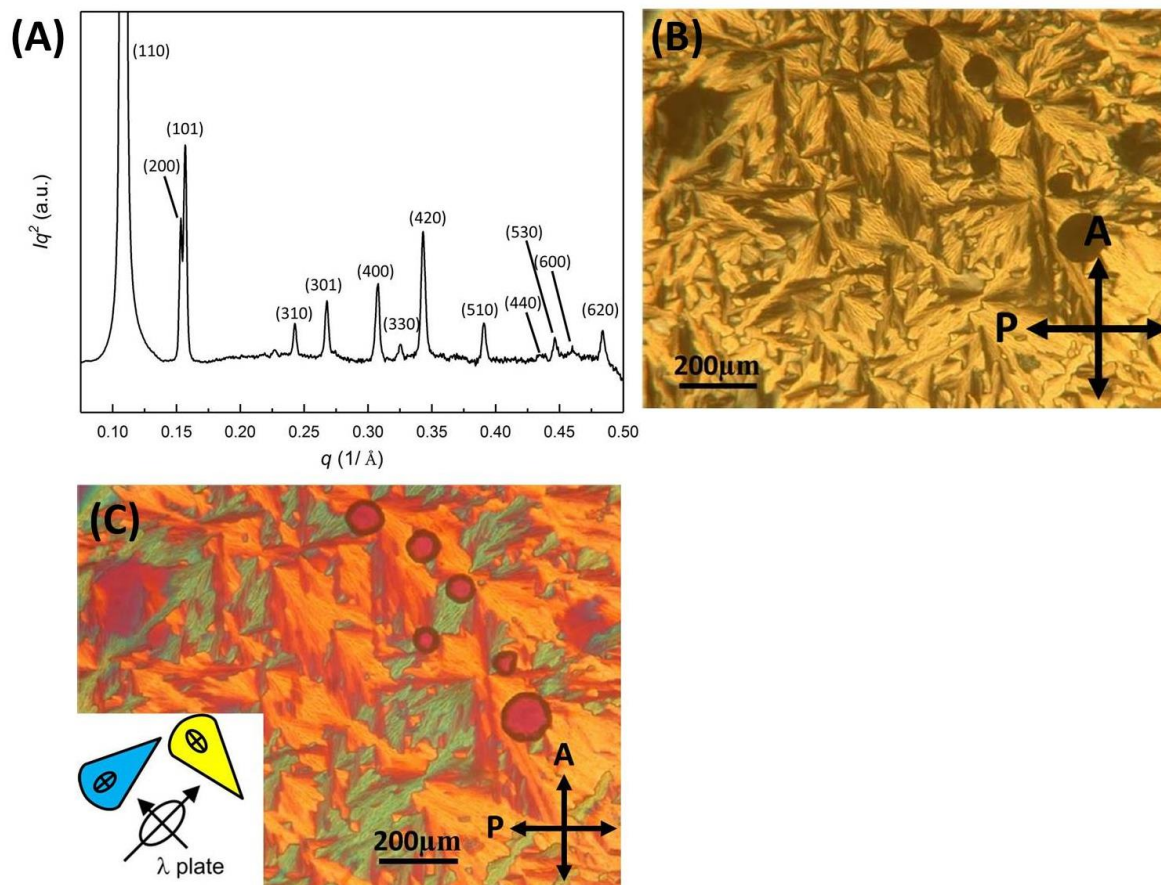 (A)
(110)
(101)
(200)
(420)
(530)
(600)
(400)
(301)
(310)
(330)
(510)
(440)
(620)
Iq² (a.u.)
0.10 0.15 0.20 0.25 0.30 0.35 0.40 0.45 0.50
q (1/ Å)
(B)
A
P
200μm
(C)
A
P
200μm
λ plate